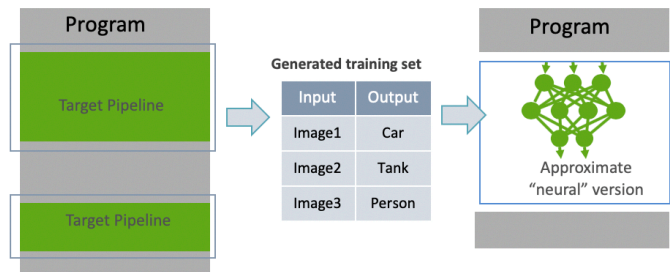 Program
Target Pipeline
Target Pipeline
Generated training set
Input Output
Image1 Car
Image2 Tank
Image3 Person
Program
Approximate
“neural” version